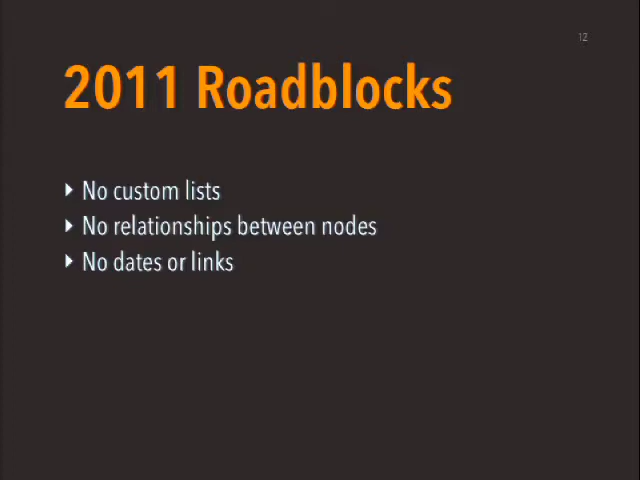 12
2011 Roadblocks
No custom lists
No relationships between nodes
No dates or links